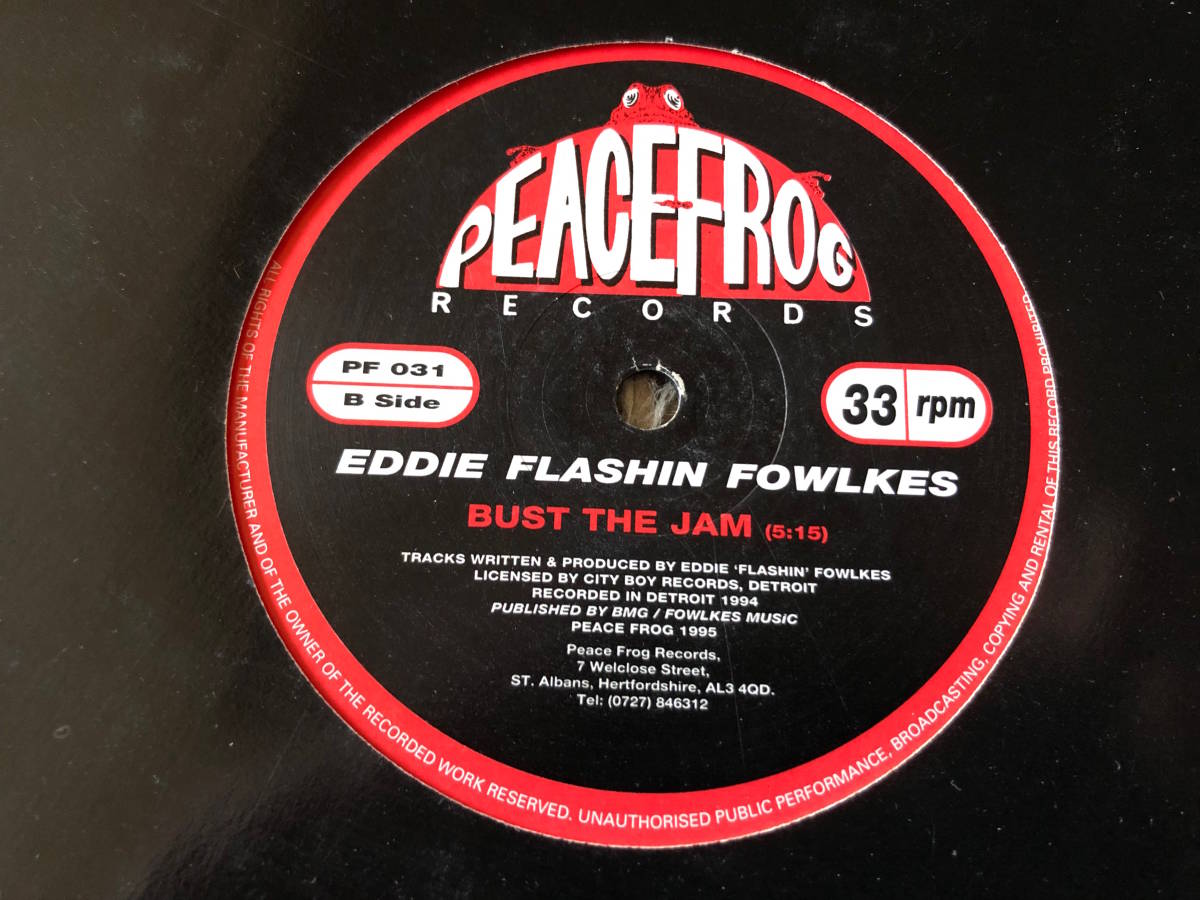 PEACEFROG
RECORDS
PF 031
B Side
33 rpm
EDDIE FLASHIN FOWLKES
BUST THE JAM (5:15)
TRACKS WRITTEN & PRODUCED BY EDDIE ‘FLASHIN’ FOWLKES
LICENSED BY CITY BOY RECORDS, DETROIT
RECORDED IN DETROIT 1994
PUBLISHED BY BMG / FOWLKES MUSiC
PEACE FROG 1995
Peace Frog Records,
7 Welclose Street,
ST. Albans, Hertfordshire, AL3 4QD.
Tel: (0727) 846312
ALL RIGHTS OF THE MANUFACTURER AND OF THE OWNER OF THE RECORDED WORK RESERVED. UNAUTHORISED PUBLIC PERFORMANCE, BROADCASTING, COPYING AND RENTAL OF THIS RECORD PROHIBITED